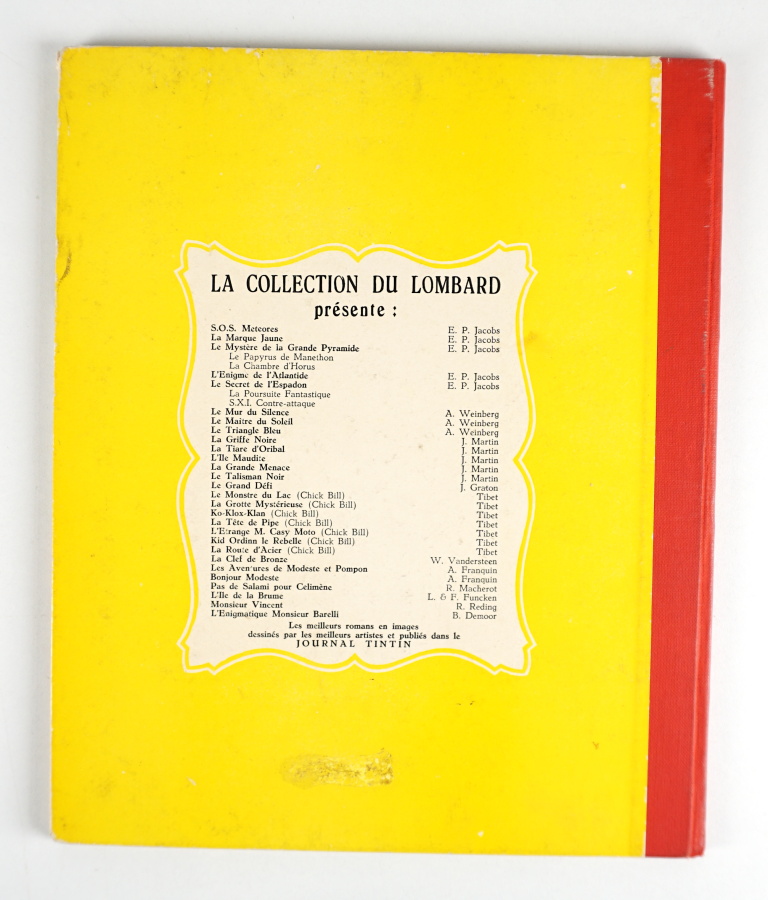 LA COLLECTION DU LOMBARD
présente :
S.O.S. Meteores E. P. Jacobs
La Marque Jaune E. P. Jacobs
Le Mystère de la Grande Pyramide E. P. Jacobs
Le Papyrus de Manethon
La Chambre d'Horus
L'Enigme de l'Atlantide E. P. Jacobs
Le Secret de l'Espadon E. P. Jacobs
La Poursuite Fantastique
S.X.I. Contre-attaque
Le Mur du Silence A. Weinberg
Le Maitre du Soleil A. Weinberg
Le Triangle Bleu A. Weinberg
La Griffe Noire J. Martin
La Tiare d'Oribal J. Martin
L'Ile Maudite J. Martin
La Grande Menace J. Martin
Le Talisman Noir J. Martin
Le Grand Défi J. Graton
Le Monstre du Lac (Chick Bill) Tibet
La Grotte Mystérieuse (Chick Bill) Tibet
Ko-Klox-Klan (Chick Bill) Tibet
La Tête de Pipe (Chick Bill) Tibet
L'Etrange M. Casy Moto (Chick Bill) Tibet
Kid Ordinn le Rebelle (Chick Bill) Tibet
La Route d'Acier (Chick Bill) Tibet
La Clef de Bronze W. Vandersteen
Les Aventures de Modeste et Pompon A. Franquin
Bonjour Modeste A. Franquin
Pas de Salami pour Celimène R. Macherot
L'Ile de la Brume L. & F. Funcken
Monsieur Vincent R. Reding
L'Enigmatique Monsieur Barelli B. Demoor
Les meilleurs romans en images
dessinés par les meilleurs artistes et publiés dans le
JOURNAL TINTIN